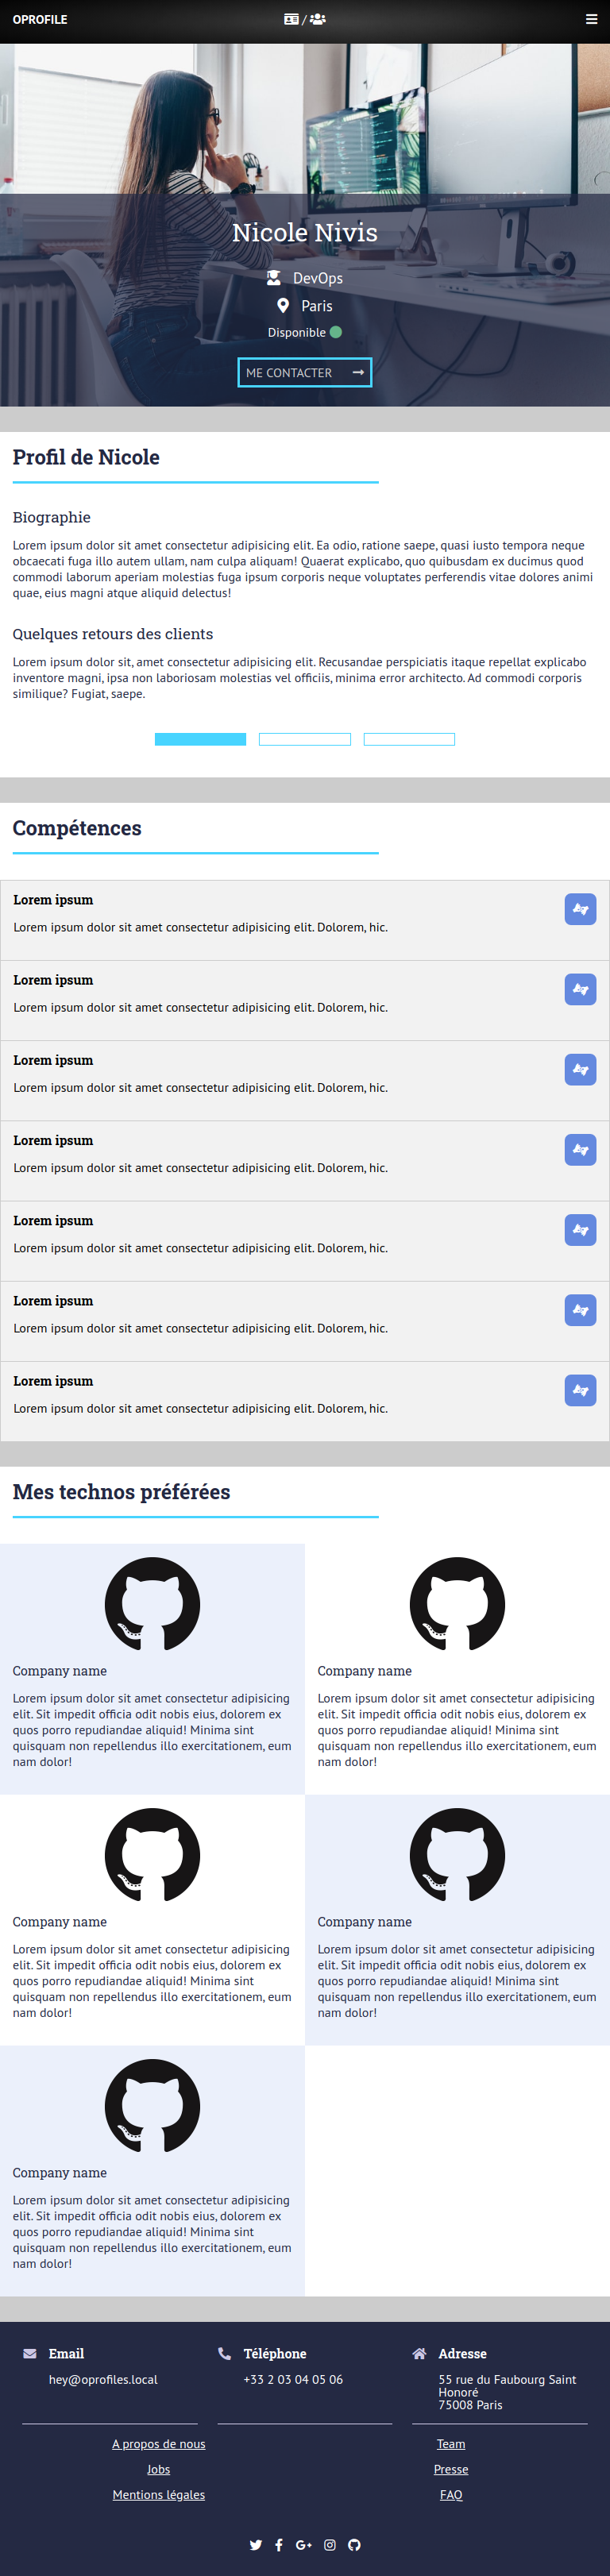 OPROFILE
/
Nicole Nivis
DevOps
Paris
Disponible
ME CONTACTER
Profil de Nicole
Biographie
Lorem ipsum dolor sit amet consectetur adipisicing elit. Ea odio, ratione saepe, quasi iusto tempora neque
obcaecati fuga illo autem ullam, nam culpa aliquam! Quaerat explicabo, quo quibusdam ex ducimus quod
commodi laborum aperiam molestias fuga ipsum corporis neque voluptates perferendis vitae dolores animi
quae, eius magni atque aliquid delectus!
Quelques retours des clients
Lorem ipsum dolor sit, amet consectetur adipisicing elit. Recusandae perspiciatis itaque repellat explicabo
inventore magni, ipsa non laboriosam molestias vel officiis, minima error architecto. Ad commodi corporis
similique? Fugiat, saepe.
Compétences
Lorem ipsum
Lorem ipsum dolor sit amet consectetur adipisicing elit. Dolorem, hic.
Lorem ipsum
Lorem ipsum dolor sit amet consectetur adipisicing elit. Dolorem, hic.
Lorem ipsum
Lorem ipsum dolor sit amet consectetur adipisicing elit. Dolorem, hic.
Lorem ipsum
Lorem ipsum dolor sit amet consectetur adipisicing elit. Dolorem, hic.
Lorem ipsum
Lorem ipsum dolor sit amet consectetur adipisicing elit. Dolorem, hic.
Lorem ipsum
Lorem ipsum dolor sit amet consectetur adipisicing elit. Dolorem, hic.
Lorem ipsum
Lorem ipsum dolor sit amet consectetur adipisicing elit. Dolorem, hic.
Mes technos préférées
Company name
Lorem ipsum dolor sit amet consectetur adipisicing
elit. Sit impedit officia odit nobis eius, dolorem ex
quos porro repudiandae aliquid! Minima sint
quisquam non repellendus illo exercitationem, eum
nam dolor!
Company name
Lorem ipsum dolor sit amet consectetur adipisicing
elit. Sit impedit officia odit nobis eius, dolorem ex
quos porro repudiandae aliquid! Minima sint
quisquam non repellendus illo exercitationem, eum
nam dolor!
Company name
Lorem ipsum dolor sit amet consectetur adipisicing
elit. Sit impedit officia odit nobis eius, dolorem ex
quos porro repudiandae aliquid! Minima sint
quisquam non repellendus illo exercitationem, eum
nam dolor!
Company name
Lorem ipsum dolor sit amet consectetur adipisicing
elit. Sit impedit officia odit nobis eius, dolorem ex
quos porro repudiandae aliquid! Minima sint
quisquam non repellendus illo exercitationem, eum
nam dolor!
Company name
Lorem ipsum dolor sit amet consectetur adipisicing
elit. Sit impedit officia odit nobis eius, dolorem ex
quos porro repudiandae aliquid! Minima sint
quisquam non repellendus illo exercitationem, eum
nam dolor!
Email
hey@oprofiles.local
Téléphone
+33 2 03 04 05 06
Adresse
55 rue du Faubourg Saint
Honoré
75008 Paris
A propos de nous
Jobs
Mentions légales
Team
Presse
FAQ